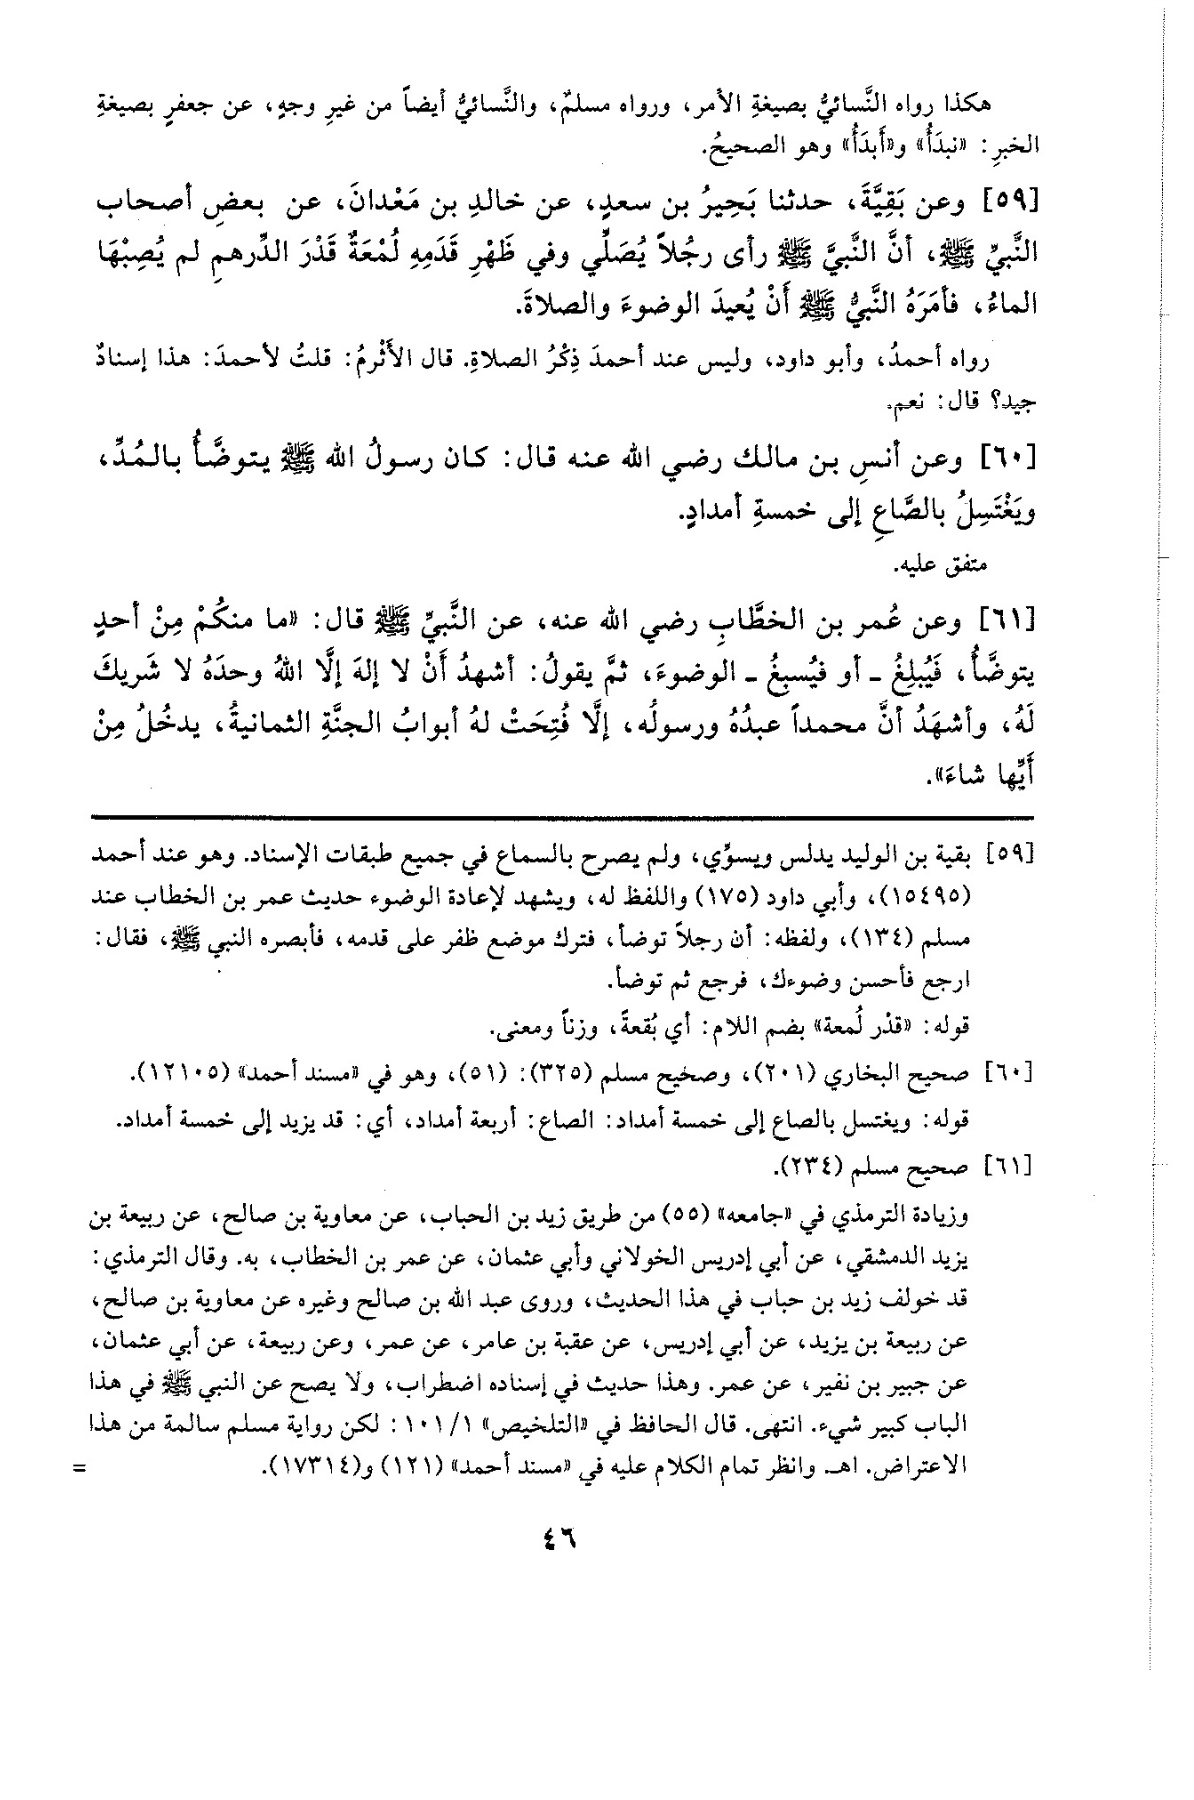 هكذا رواه النَّسائيُّ بصيغةِ الأمر، ورواه مسلمٌ، والنَّسائيُّ أيضاً من غيرِ وجهٍ، عن جعفرٍ بصيغةِ
الخبرِ: «نبدَأُ» و«أَبدَأُ» وهو الصحيحُ.
[٥٩] وعن بَقِيَّةَ، حدثنا بَحِيرُ بن سعدٍ، عن خالدِ بن مَعْدانَ، عن بعضِ أصحاب
النَّبيِّ ﷺ، أنَّ النَّبيَّ ﷺ رأى رجُلاً يُصَلِّي وفي ظَهْرِ قَدَمِهِ لُمْعَةٌ قَدْرَ الدِّرهمِ لم يُصِبْهَا
الماءُ، فأمَرَهُ النَّبيُّ ﷺ أَنْ يُعيدَ الوضوءَ والصلاةَ.
رواه أحمدُ، وأبو داود، وليس عند أحمدَ ذِكْرُ الصلاةِ. قال الأَثْرمُ: قلتُ لأحمدَ: هذا إسنادٌ
جيد؟ قال: نعم.
[٦٠] وعن أنسِ بن مالك رضي الله عنه قال: كان رسولُ الله ﷺ يتوضَّأُ بالـمُدِّ،
ويَغْتَسِلُ بالصَّاعِ إلى خمسةِ أمدادٍ.
متفق عليه.
[٦١] وعن عُمر بن الخطَّابِ رضي الله عنه، عن النَّبيِّ ﷺ قال: «ما منكُمْ مِنْ أحدٍ
يتوضَّأُ، فَيُبلِغُ ـ أو فيُسبِغُ ـ الوضوءَ، ثمَّ يقولُ: أشهدُ أَنْ لا إلهَ إلَّا اللهُ وحدَهُ لا شَريكَ
لَهُ، وأشهَدُ أنَّ محمداً عبدُهُ ورسولُه، إلَّا فُتِحَتْ لهُ أبوابُ الجنَّةِ الثمانيةُ، يدخُلُ مِنْ
أَيِّها شاءَ».
[٥٩] بقية بن الوليد يدلس ويسوِّي، ولم يصرح بالسماع في جميع طبقات الإسناد. وهو عند أحمد
(١٥٤٩٥)، وأبي داود (١٧٥) واللفظ له، ويشهد لإعادة الوضوء حديث عمر بن الخطاب عند
مسلم (١٣٤)، ولفظه: أن رجلاً توضأ، فترك موضع ظفر على قدمه، فأبصره النبي ﷺ، فقال:
ارجع فأحسن وضوءك، فرجع ثم توضأ.
قوله: «قدْر لُمعة» بضم اللام: أي بُقعةً، وزناً ومعنى.
[٦٠] صحيح البخاري (٢٠١)، وصحيح مسلم (٣٢٥): (٥١)، وهو في «مسند أحمد» (١٢١٠٥).
قوله: ويغتسل بالصاع إلى خمسة أمداد: الصاع: أربعة أمداد، أي: قد يزيد إلى خمسة أمداد.
[٦١] صحيح مسلم (٢٣٤).
وزيادة الترمذي في «جامعه» (٥٥) من طريق زيد بن الحباب، عن معاوية بن صالح، عن ربيعة بن
يزيد الدمشقي، عن أبي إدريس الخولاني وأبي عثمان، عن عمر بن الخطاب، به. وقال الترمذي:
قد خولف زيد بن حباب في هذا الحديث، وروى عبد الله بن صالح وغيره عن معاوية بن صالح،
عن ربيعة بن يزيد، عن أبي إدريس، عن عقبة بن عامر، عن عمر، وعن ربيعة، عن أبي عثمان،
عن جبير بن نفير، عن عمر. وهذا حديث في إسناده اضطراب، ولا يصح عن النبي ﷺ في هذا
الباب كبير شيء. انتهى. قال الحافظ في «التلخيص» ١٠١/١ : لكن رواية مسلم سالمة من هذا
الاعتراض. اهـ. وانظر تمام الكلام عليه في «مسند أحمد» (١٢١) و(١٧٣١٤). =
٤٦